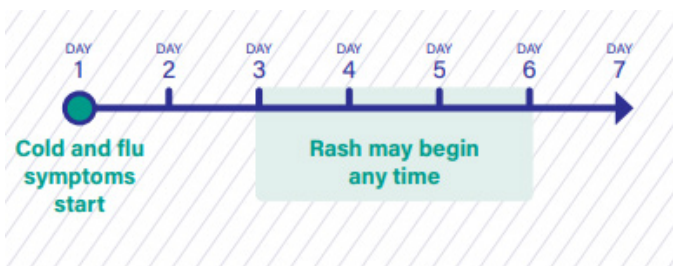 DAY DAY DAY DAY DAY DAY DAY
1 2 3 4 5 6 7
Cold and flu
symptoms
start
Rash may begin
any time